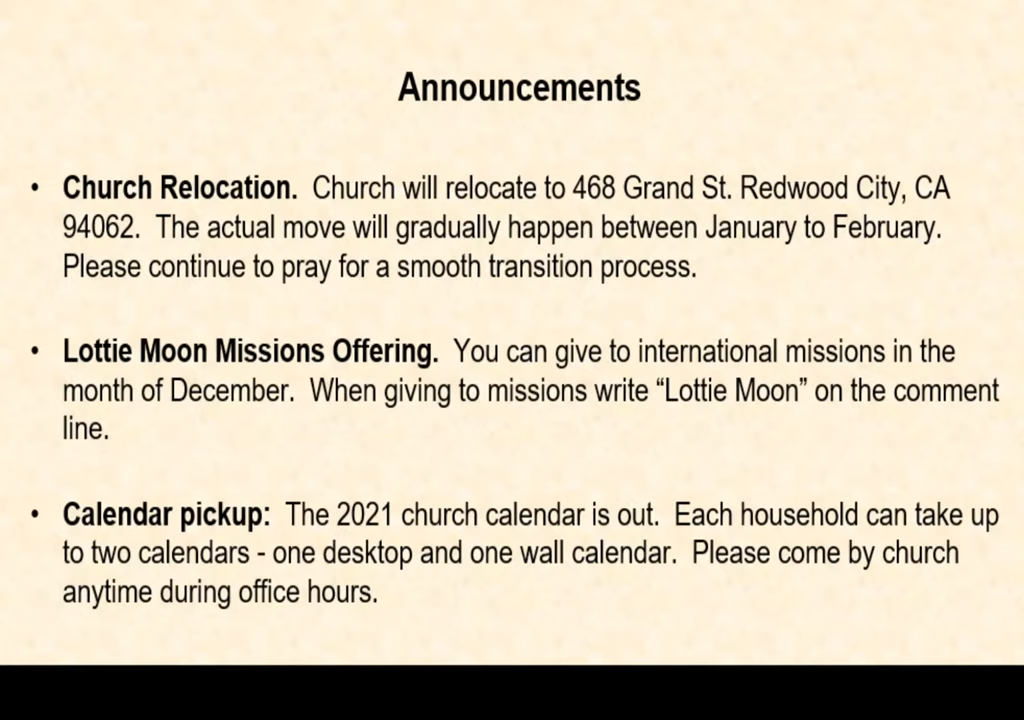 Announcements
• Church Relocation.  Church will relocate to 468 Grand St. Redwood City, CA
94062.  The actual move will gradually happen between January to February.
Please continue to pray for a smooth transition process.
• Lottie Moon Missions Offering.  You can give to international missions in the
month of December.  When giving to missions write “Lottie Moon” on the comment
line.
• Calendar pickup:  The 2021 church calendar is out.  Each household can take up
to two calendars - one desktop and one wall calendar.  Please come by church
anytime during office hours.